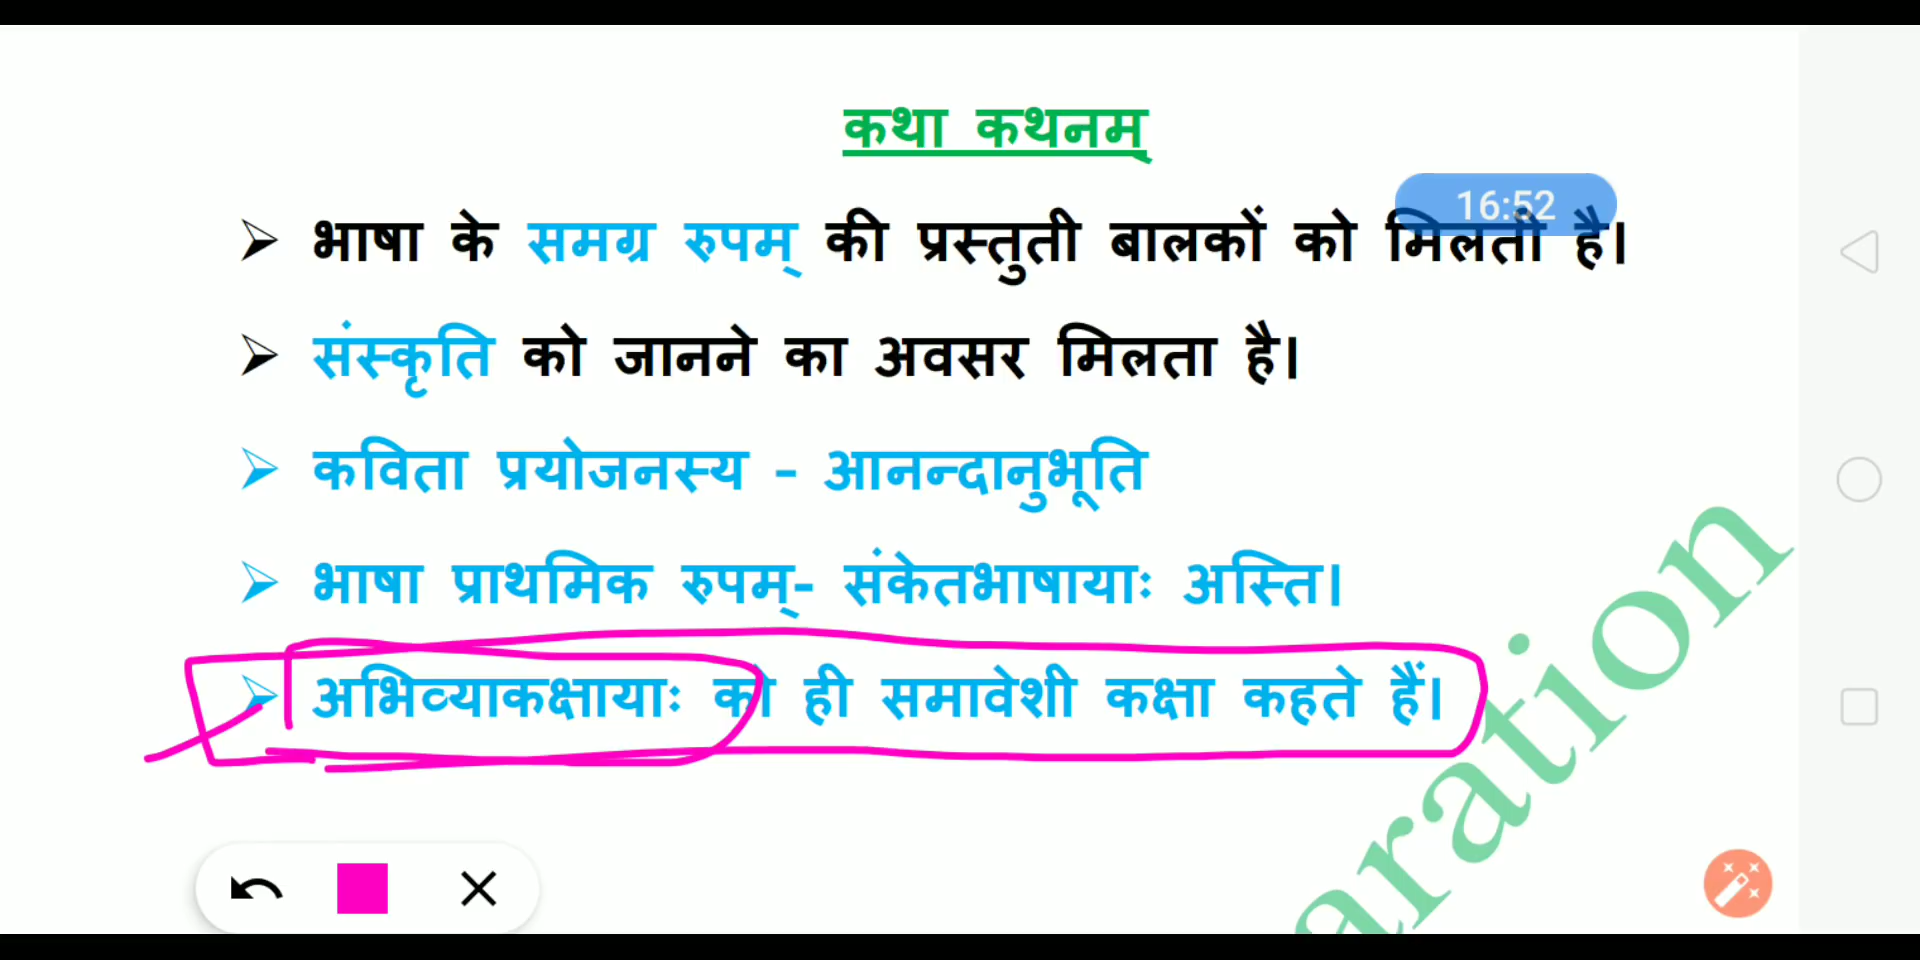 कथा कथनम्
16:52
भाषा के समग्र रुपम् की प्रस्तुती बालकों को मिलती है।
संस्कृति को जानने का अवसर मिलता है।
कविता प्रयोजनस्य - आनन्दानुभूति
भाषा प्राथमिक रुपम्- संकेतभाषायाः अस्ति।
अभिव्याकक्षायाः को ही समावेशी कक्षा कहते हैं।
aration